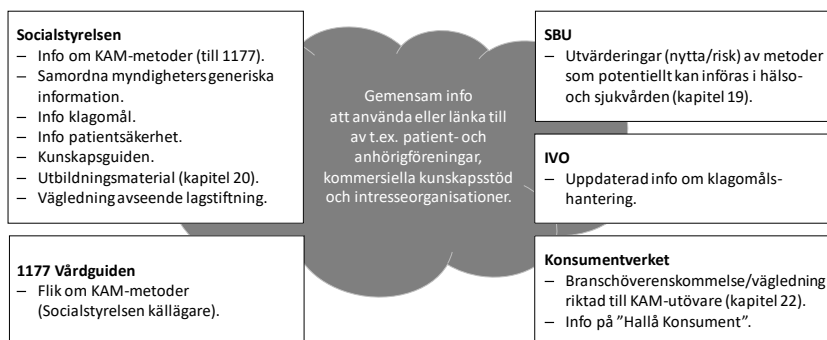 Socialstyrelsen
– Info om KAM-metoder (till 1177).
– Samordna myndigheters generiska
information.
– Info klagomål.
– Info patientsäkerhet.
– Kunskapsguiden.
– Utbildningsmaterial (kapitel 20).
– Vägledning avseende lagstiftning.
1177 Vårdguiden
– Flik om KAM-metoder
(Socialstyrelsen källägare).
Gemensam info
att använda eller länka till
av t.ex. patient- och
anhörigföreningar,
kommersiella kunskapsstöd
och intresseorganisationer.
SBU
– Utvärderingar (nytta/risk) av metoder
som potentiellt kan införas i hälso-
och sjukvården (kapitel 19).
IVO
– Uppdaterad info om klagomåls-
hantering.
Konsumentverket
– Branschöverenskommelse/vägledning
riktad till KAM-utövare (kapitel 22).
– Info på ”Hallå Konsument”.